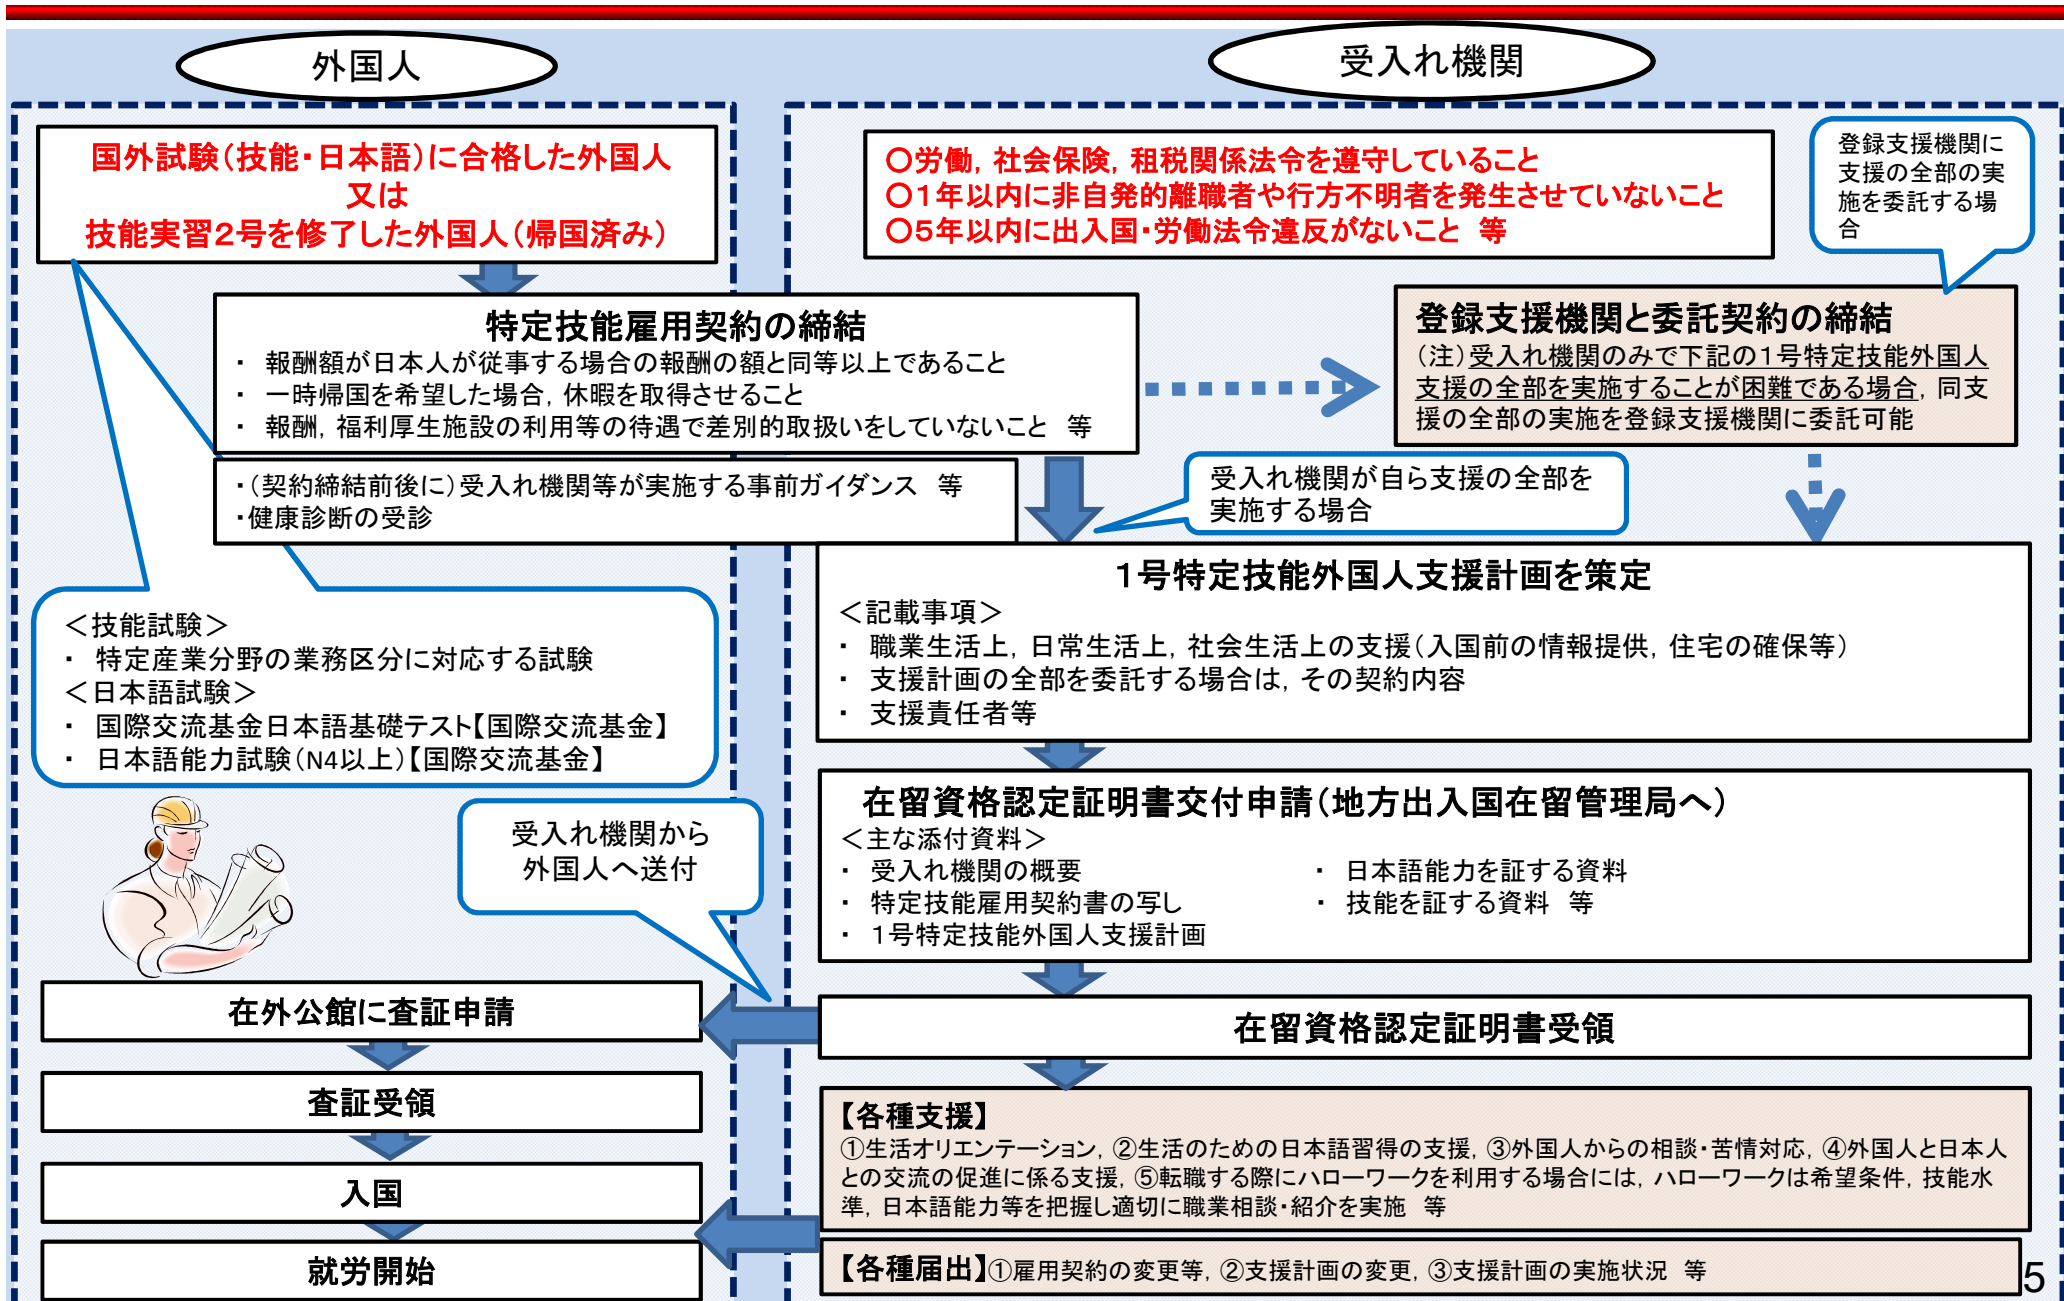 外国人
受入れ機関
国外試験（技能・日本語）に合格した外国人
又は
技能実習２号を修了した外国人（帰国済み）
○労働，社会保険，租税関係法令を遵守していること
○１年以内に非自発的離職者や行方不明者を発生させていないこと
○５年以内に出入国・労働法令違反がないこと　等
登録支援機関に
支援の全部の実
施を委託する場
合
特定技能雇用契約の締結
・ 報酬額が日本人が従事する場合の報酬の額と同等以上であること
・ 一時帰国を希望した場合，休暇を取得させること
・ 報酬，福利厚生施設の利用等の待遇で差別的取扱いをしていないこと　等
登録支援機関と委託契約の締結
（注）受入れ機関のみで下記の１号特定技能外国人
支援の全部を実施することが困難である場合，同支
援の全部の実施を登録支援機関に委託可能
・（契約締結前後に）受入れ機関等が実施する事前ガイダンス　等
・健康診断の受診
受入れ機関が自ら支援の全部を
実施する場合
＜技能試験＞
・ 特定産業分野の業務区分に対応する試験
＜日本語試験＞
・ 国際交流基金日本語基礎テスト【国際交流基金】
・ 日本語能力試験（N4以上）【国際交流基金】
１号特定技能外国人支援計画を策定
＜記載事項＞
・ 職業生活上，日常生活上，社会生活上の支援（入国前の情報提供，住宅の確保等）
・ 支援計画の全部を委託する場合は，その契約内容
・ 支援責任者等
在留資格認定証明書交付申請（地方出入国在留管理局へ）
＜主な添付資料＞
・ 受入れ機関の概要
・ 特定技能雇用契約書の写し
・ １号特定技能外国人支援計画
・ 日本語能力を証する資料
・ 技能を証する資料　等
受入れ機関から
外国人へ送付
在留資格認定証明書受領
在外公館に査証申請
査証受領
入国
就労開始
【各種支援】
①生活オリエンテーション，②生活のための日本語習得の支援，③外国人からの相談・苦情対応，④外国人と日本人
との交流の促進に係る支援，⑤転職する際にハローワークを利用する場合には，ハローワークは希望条件，技能水
準，日本語能力等を把握し適切に職業相談・紹介を実施　等
【各種届出】①雇用契約の変更等，②支援計画の変更，③支援計画の実施状況　等
5